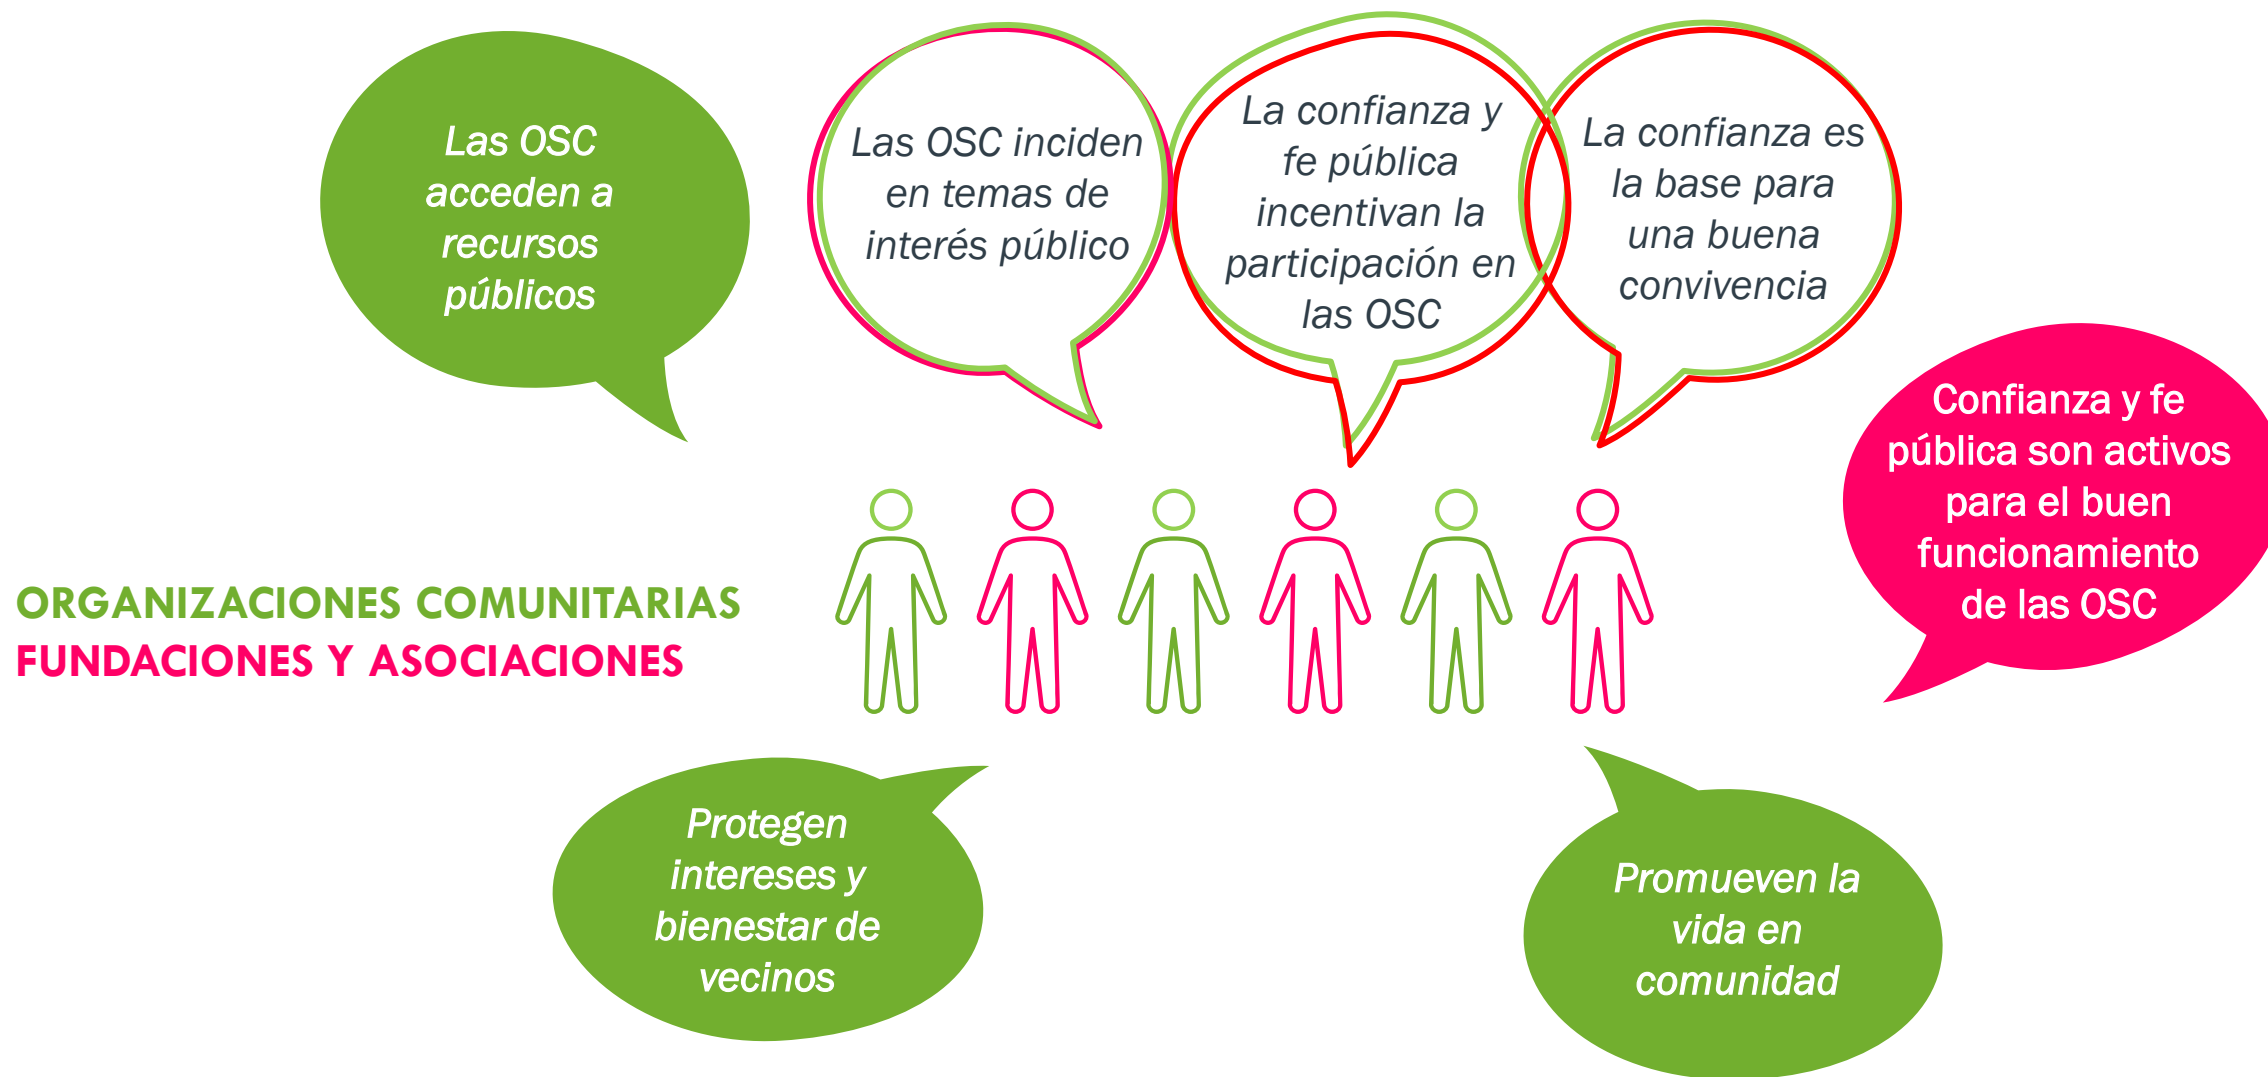 Las OSC
acceden a
recursos
públicos
Las OSC inciden
en temas de
interés público
La confianza y
fe pública
incentivan la
participación en
las OSC
La confianza es
la base para
una buena
convivencia
Confianza y fe
pública son activos
para el buen
funcionamiento
de las OSC
ORGANIZACIONES COMUNITARIAS
FUNDACIONES Y ASOCIACIONES
Protegen
intereses y
bienestar de
vecinos
Promueven la
vida en
comunidad